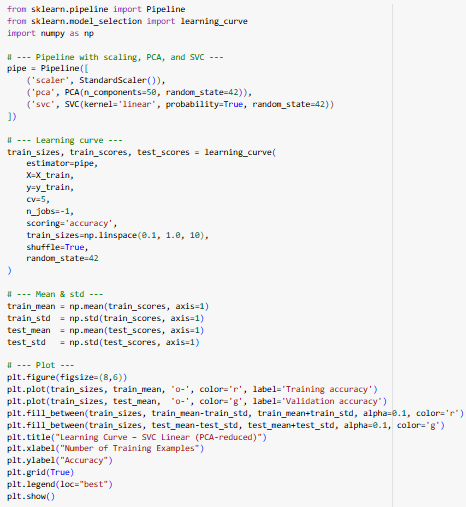 from sklearn.pipeline import Pipeline
from sklearn.model_selection import learning_curve
import numpy as np

# --- Pipeline with scaling, PCA, and SVC ---
pipe = Pipeline([
    ('scaler', StandardScaler()),
    ('pca', PCA(n_components=50, random_state=42)),
    ('svc', SVC(kernel='linear', probability=True, random_state=42))
])

# --- Learning curve ---
train_sizes, train_scores, test_scores = learning_curve(
    estimator=pipe,
    X=X_train,
    y=y_train,
    cv=5,
    n_jobs=-1,
    scoring='accuracy',
    train_sizes=np.linspace(0.1, 1.0, 10),
    shuffle=True,
    random_state=42
)

# --- Mean & std ---
train_mean = np.mean(train_scores, axis=1)
train_std  = np.std(train_scores, axis=1)
test_mean  = np.mean(test_scores, axis=1)
test_std   = np.std(test_scores, axis=1)

# --- Plot ---
plt.figure(figsize=(8,6))
plt.plot(train_sizes, train_mean, 'o-', color='r', label='Training accuracy')
plt.plot(train_sizes, test_mean,  'o-', color='g', label='Validation accuracy')
plt.fill_between(train_sizes, train_mean-train_std, train_mean+train_std, alpha=0.1, color='r')
plt.fill_between(train_sizes, test_mean-test_std, test_mean+test_std, alpha=0.1, color='g')
plt.title("Learning Curve – SVC Linear (PCA-reduced)")
plt.xlabel("Number of Training Examples")
plt.ylabel("Accuracy")
plt.grid(True)
plt.legend(loc="best")
plt.show()